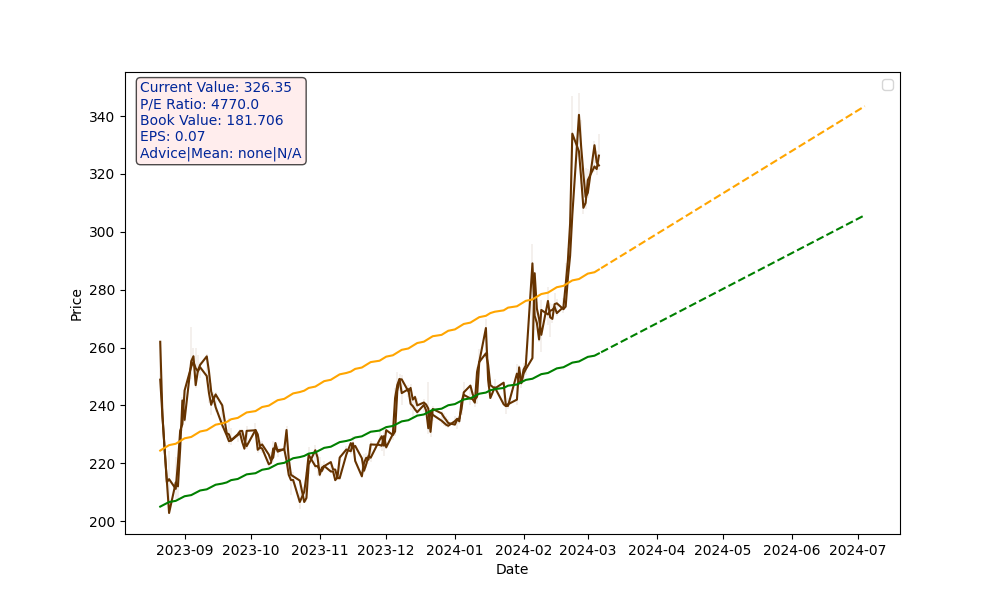 Current Value: 326.35
P/E Ratio: 4770.0
Book Value: 181.706
EPS: 0.07
Advice|Mean: none|N/A
Price
340
320
300
280
260
240
220
200
2023-09 2023-10 2023-11 2023-12 2024-01 2024-02 2024-03 2024-04 2024-05 2024-06 2024-07
Date